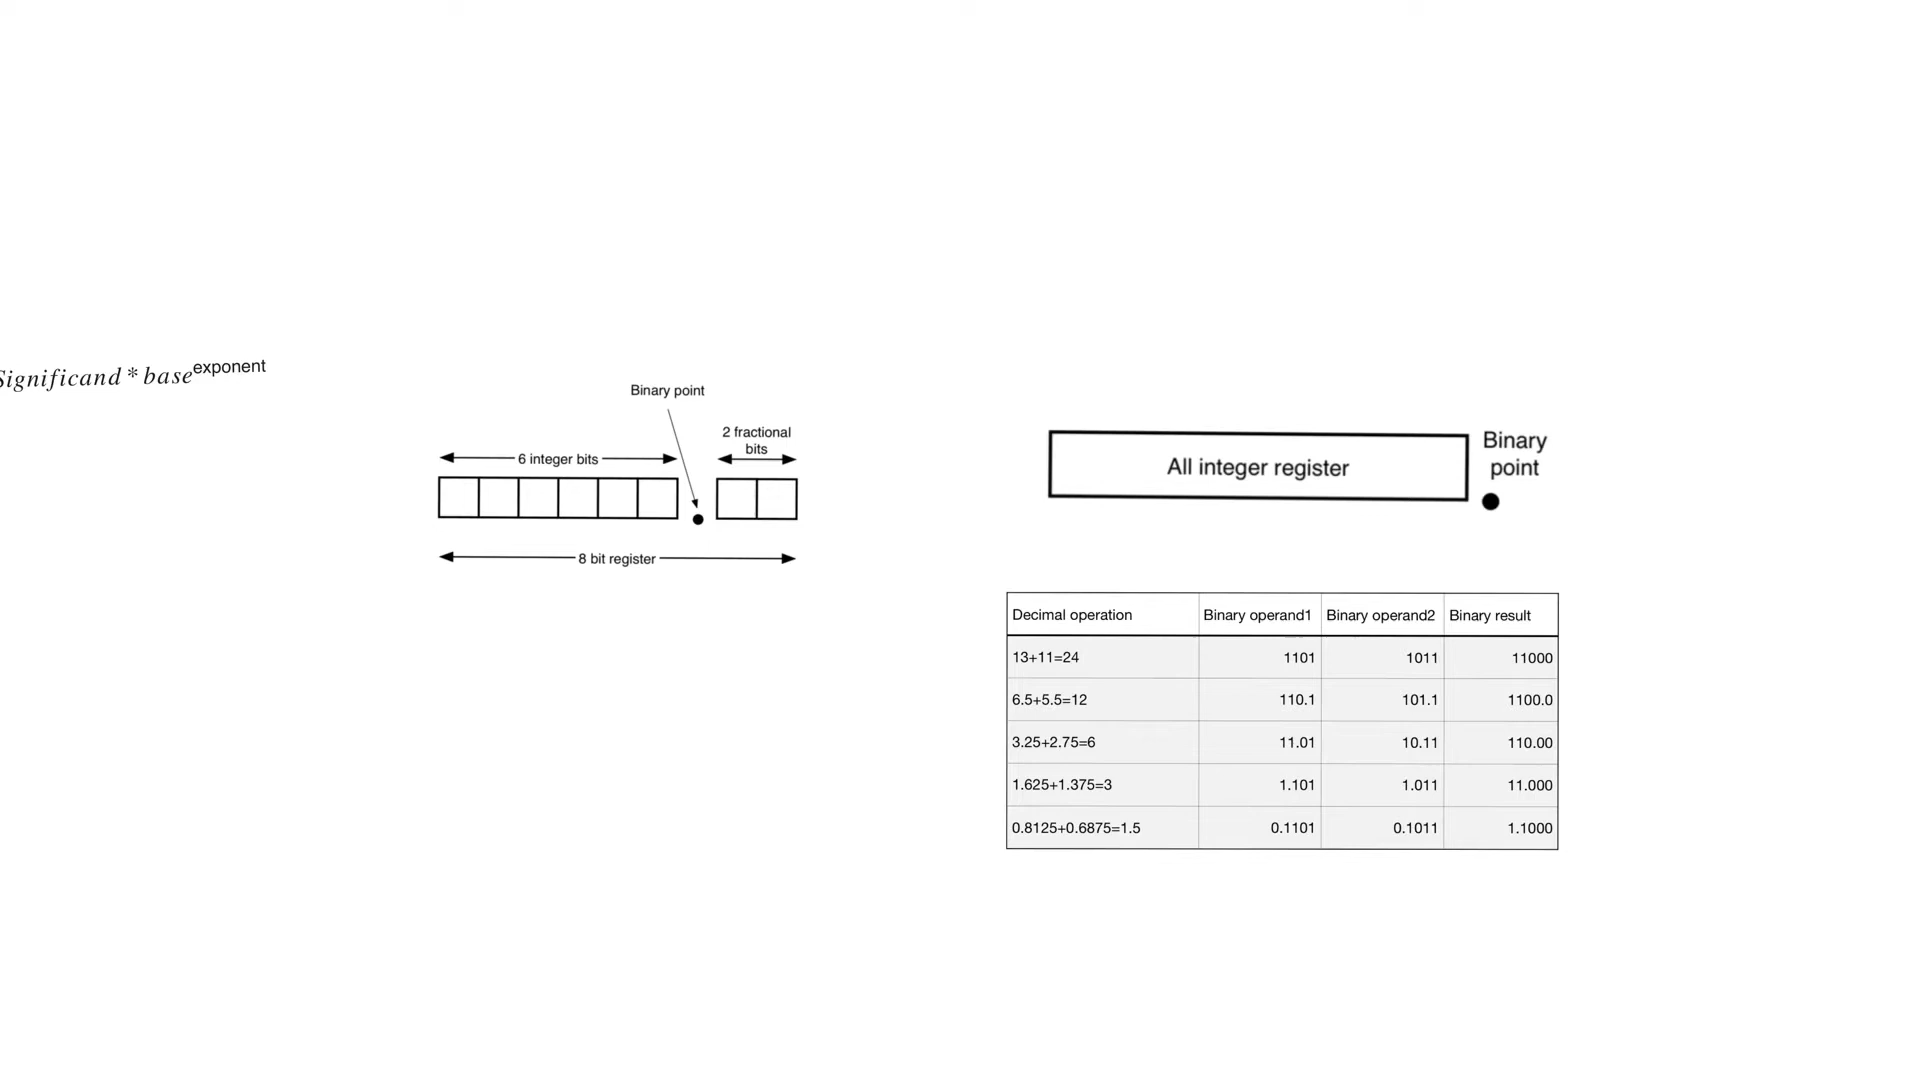 Significand * base exponent
Binary point
2 fractional
bits
6 integer bits
8 bit register
All integer register
Binary
point
Decimal operation Binary operand1 Binary operand2 Binary result
13+11=24 1101 1011 11000
6.5+5.5=12 110.1 101.1 1100.0
3.25+2.75=6 11.01 10.11 110.00
1.625+1.375=3 1.101 1.011 11.000
0.8125+0.6875=1.5 0.1101 0.1011 1.1000